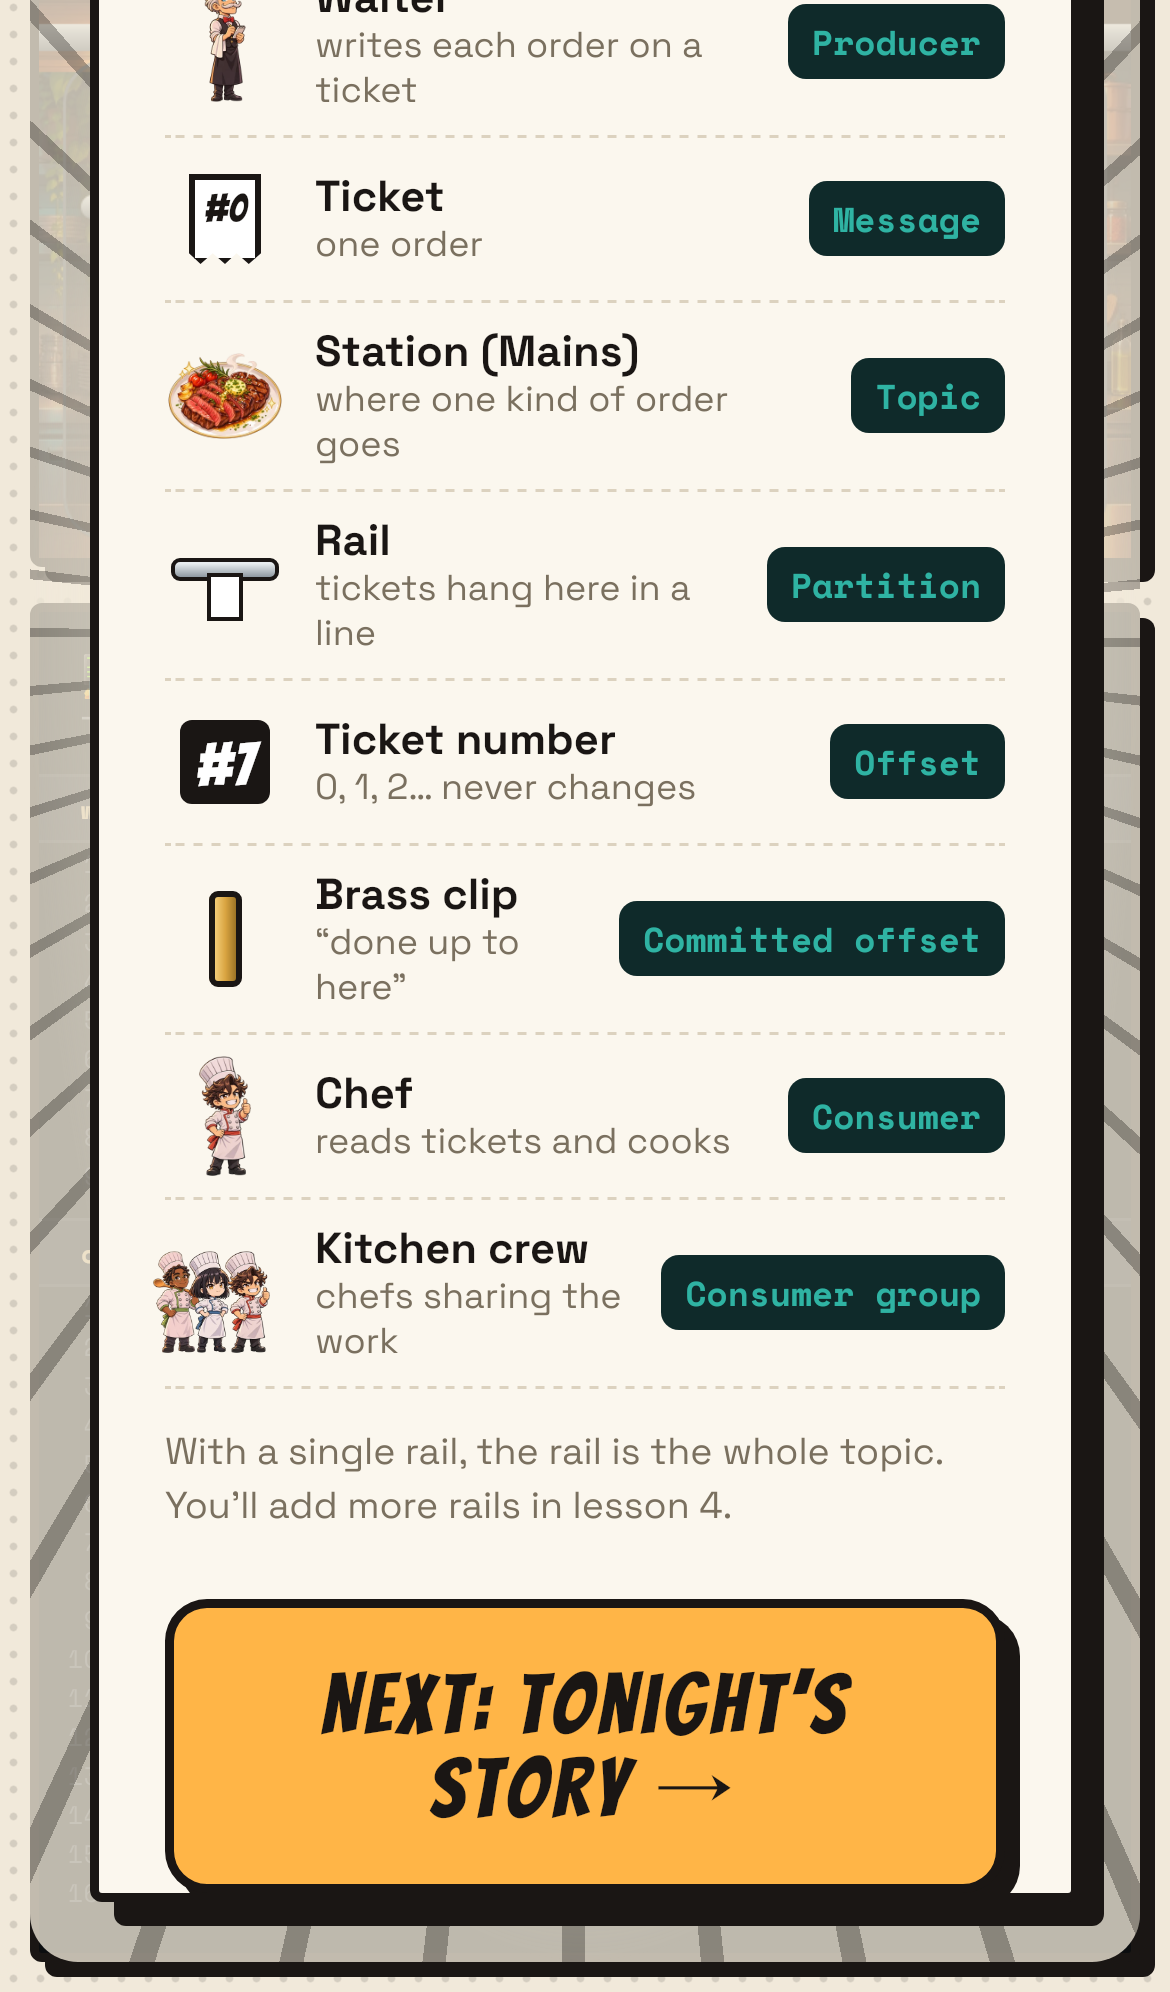 Waiter
writes each order on a
ticket
Producer
#0
Ticket
one order
Message
Station (Mains)
where one kind of order
goes
Topic
Rail
tickets hang here in a
line
Partition
#7
Ticket number
0, 1, 2… never changes
Offset
Brass clip
“done up to
here”
Committed offset
Chef
reads tickets and cooks
Consumer
Kitchen crew
chefs sharing the
work
Consumer group
With a single rail, the rail is the whole topic.
You’ll add more rails in lesson 4.
NEXT: TONIGHT’S
STORY →